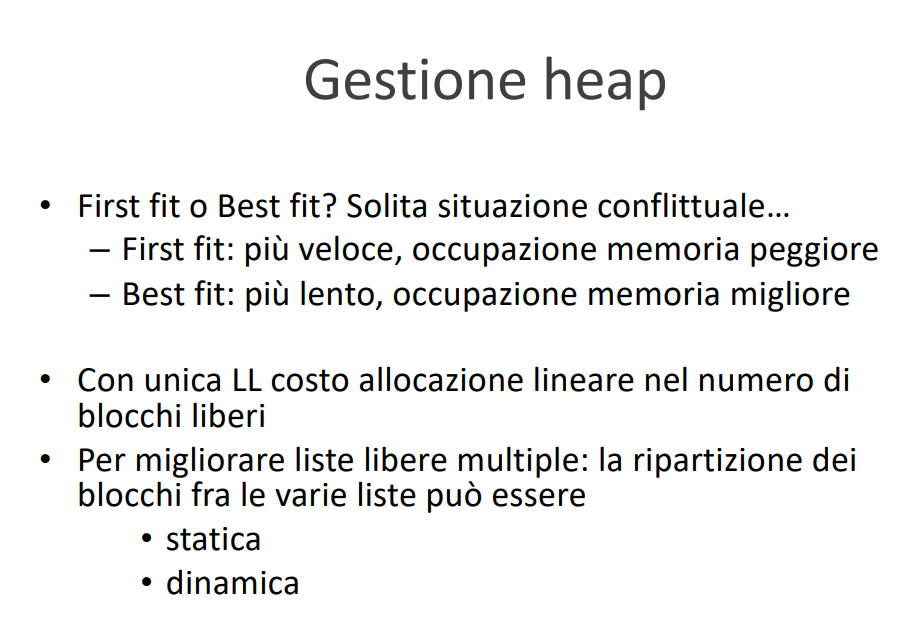 Gestione heap
• First fit o Best fit? Solita situazione conflittuale…
– First fit: più veloce, occupazione memoria peggiore
– Best fit: più lento, occupazione memoria migliore
• Con unica LL costo allocazione lineare nel numero di
blocchi liberi
• Per migliorare liste libere multiple: la ripartizione dei
blocchi fra le varie liste può essere
• statica
• dinamica